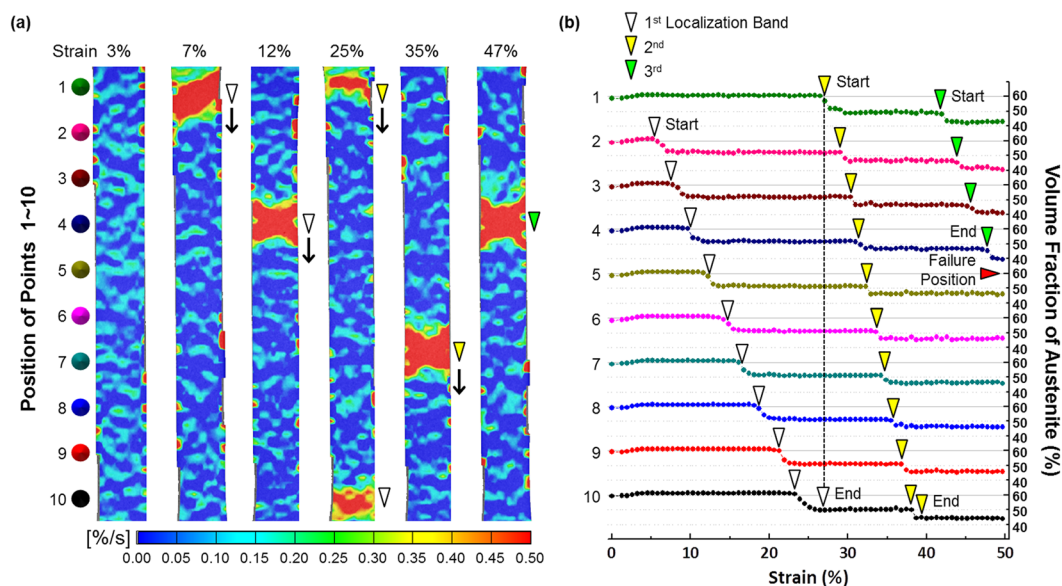 (a)
Strain 3% 7% 12% 25% 35% 47%
Position of Points 1~10
1
2
3
4
5
6
7
8
9
10
[%/s]
0.00 0.05 0.10 0.15 0.20 0.25 0.30 0.35 0.40 0.45 0.50
(b)
1st Localization Band
2nd
3rd
Start
Start
Start
End
Failure
Position
End
End
1
2
3
4
5
6
7
8
9
10
60
50
40
60
50
40
60
50
40
60
50
40
60
50
40
60
50
40
60
50
40
60
50
40
60
50
40
60
50
40
Volume Fraction of Austenite (%)
0 10 20 30 40 50
Strain (%)